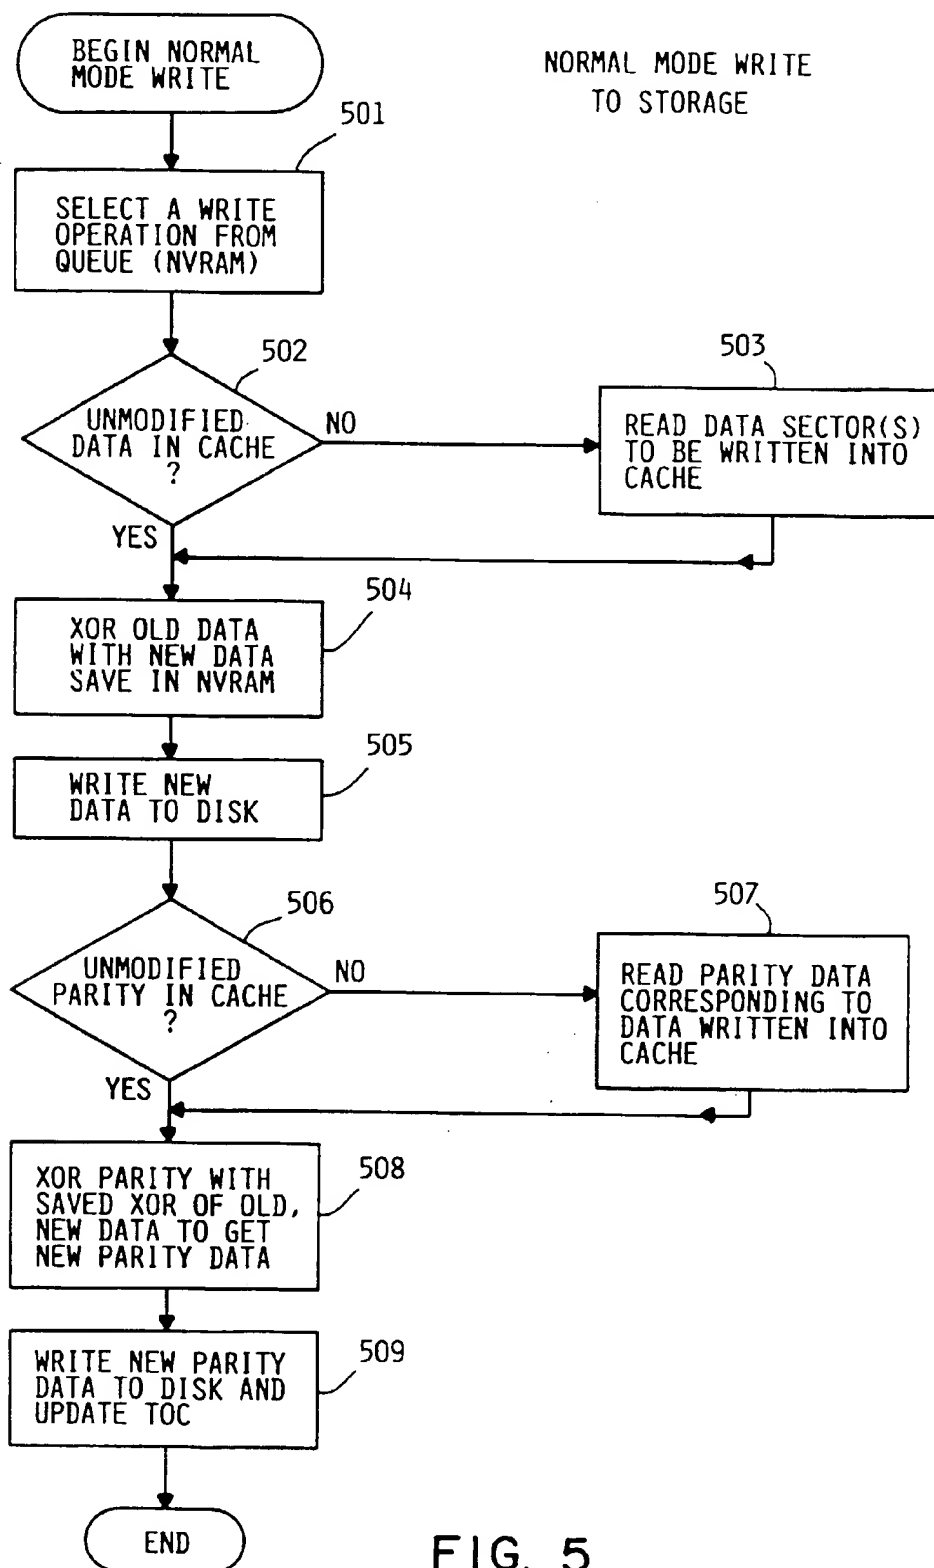 BEGIN NORMAL
MODE WRITE
NORMAL MODE WRITE
TO STORAGE
501
SELECT A WRITE
OPERATION FROM
QUEUE (NVRAM)
502
UNMODIFIED
DATA IN CACHE
?
NO
YES
503
READ DATA SECTOR(S)
TO BE WRITTEN INTO
CACHE
504
XOR OLD DATA
WITH NEW DATA
SAVE IN NVRAM
505
WRITE NEW
DATA TO DISK
506
UNMODIFIED
PARITY IN CACHE
?
NO
YES
507
READ PARITY DATA
CORRESPONDING TO
DATA WRITTEN INTO
CACHE
508
XOR PARITY WITH
SAVED XOR OF OLD,
NEW DATA TO GET
NEW PARITY DATA
509
WRITE NEW PARITY
DATA TO DISK AND
UPDATE TOC
END
FIG. 5